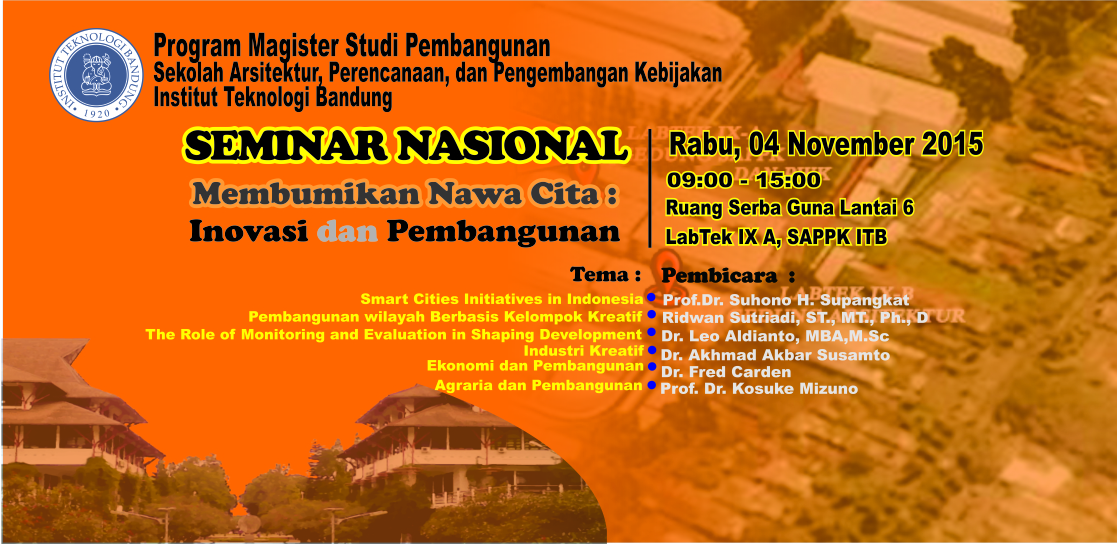 INSTITUT TEKNOLOGI BANDUNG
1920
Program Magister Studi Pembangunan
Sekolah Arsitektur, Perencanaan, dan Pengembangan Kebijakan
Institut Teknologi Bandung
SEMINAR NASIONAL
Membumikan Nawa Cita :
Inovasi dan Pembangunan
Rabu, 04 November 2015
09:00 - 15:00
Ruang Serba Guna Lantai 6
LabTek IX A, SAPPK ITB
Tema : Pembicara :
Smart Cities Initiatives in Indonesia Prof.Dr. Suhono H. Supangkat
Pembangunan wilayah Berbasis Kelompok Kreatif Ridwan Sutriadi, ST., MT., Ph., D
The Role of Monitoring and Evaluation in Shaping Development Dr. Leo Aldianto, MBA,M.Sc
Industri Kreatif Dr. Akhmad Akbar Susamto
Ekonomi dan Pembangunan Dr. Fred Carden
Agraria dan Pembangunan Prof. Dr. Kosuke Mizuno
LABTEK IX-
LABTEK IX-B